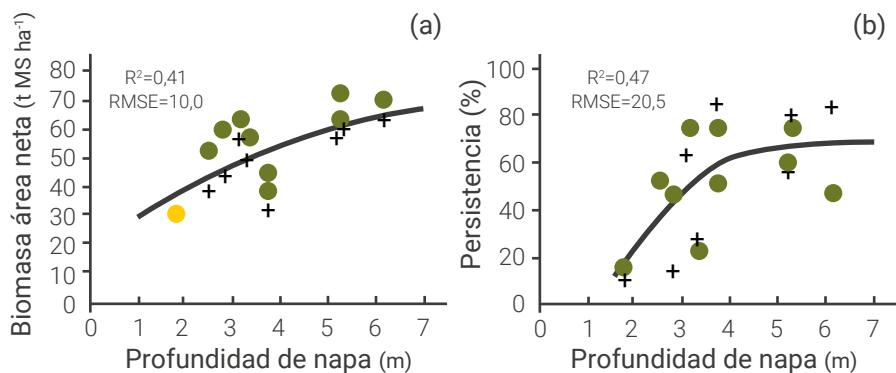 (a)
R²=0,41
RMSE=10,0
Biomasa área neta (t MS ha⁻¹)
80
70
60
50
40
30
20
10
0
0 1 2 3 4 5 6 7
Profundidad de napa (m)
(b)
R²=0,47
RMSE=20,5
Persistencia (%)
100
80
60
40
20
0
0 1 2 3 4 5 6 7
Profundidad de napa (m)